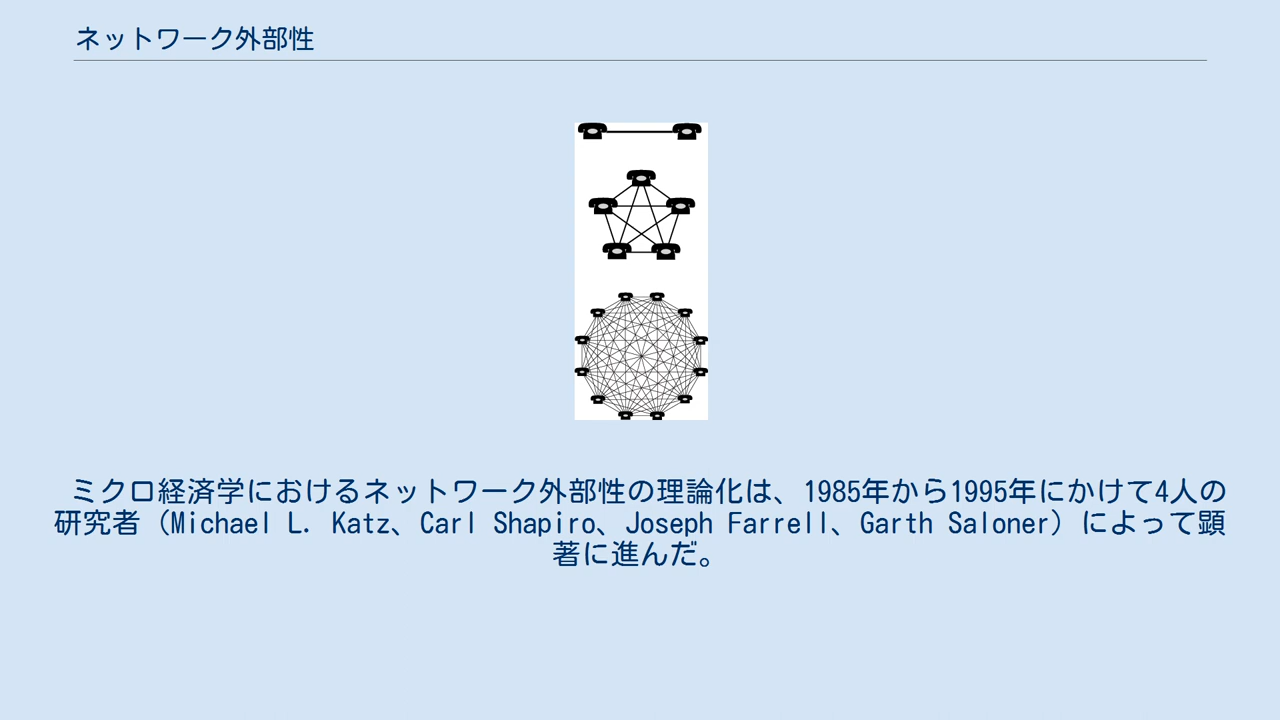 ネットワーク外部性
ミクロ経済学におけるネットワーク外部性の理論化は、1985年から1995年にかけて4人の
研究者（Michael L. Katz、Carl Shapiro、Joseph Farrell、Garth Saloner）によって顕
著に進んだ。